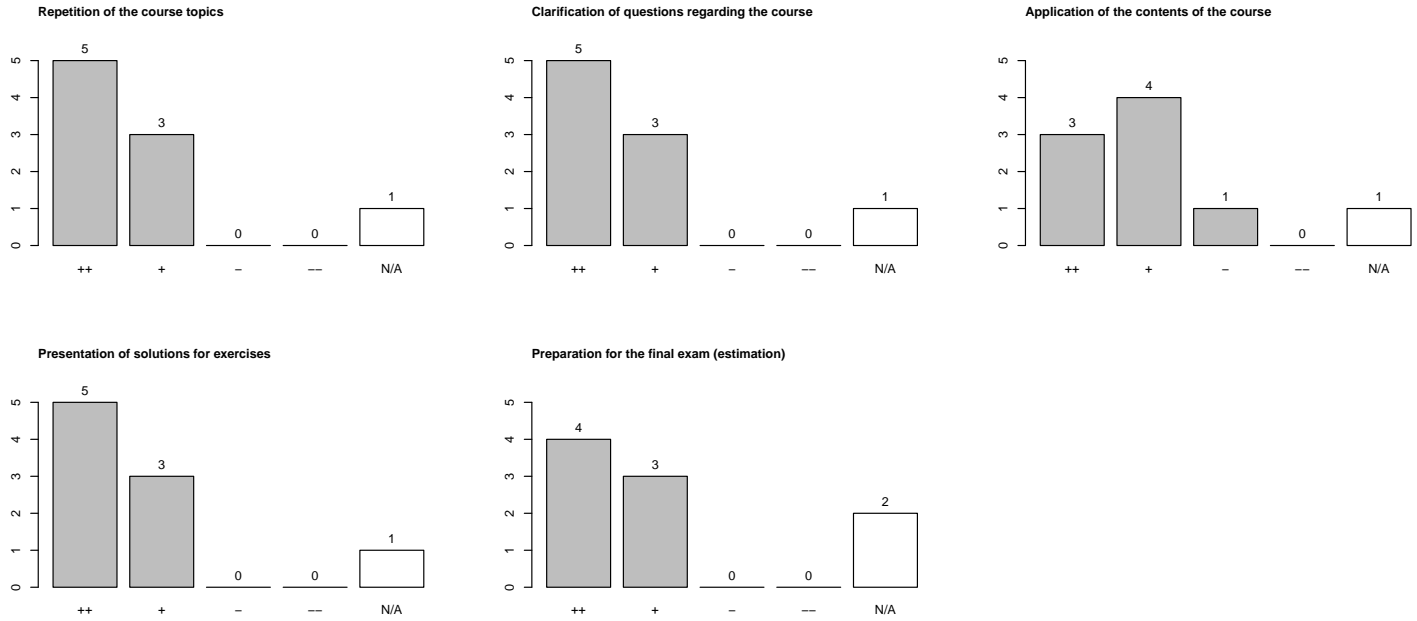 Repetition of the course topics
5
3
0
0
1
0 1 2 3 4 5
++ + − −− N/A
Clarification of questions regarding the course
5
3
0
0
1
0 1 2 3 4 5
++ + − −− N/A
Application of the contents of the course
3
4
1
0
1
0 1 2 3 4 5
++ + − −− N/A
Presentation of solutions for exercises
5
3
0
0
1
0 1 2 3 4 5
++ + − −− N/A
Preparation for the final exam (estimation)
4
3
0
0
2
0 1 2 3 4 5
++ + − −− N/A